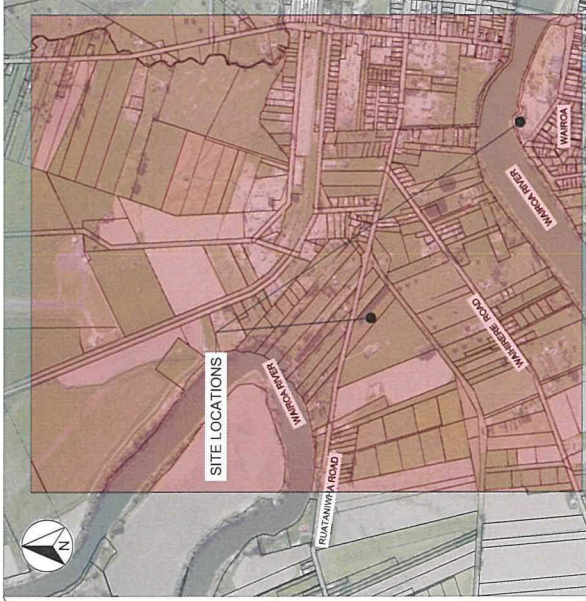 N
SITE LOCATIONS
WAIROA RIVER
RUATANIWHA ROAD
WAIHIRERE ROAD
WAIROA RIVER
WAIROA